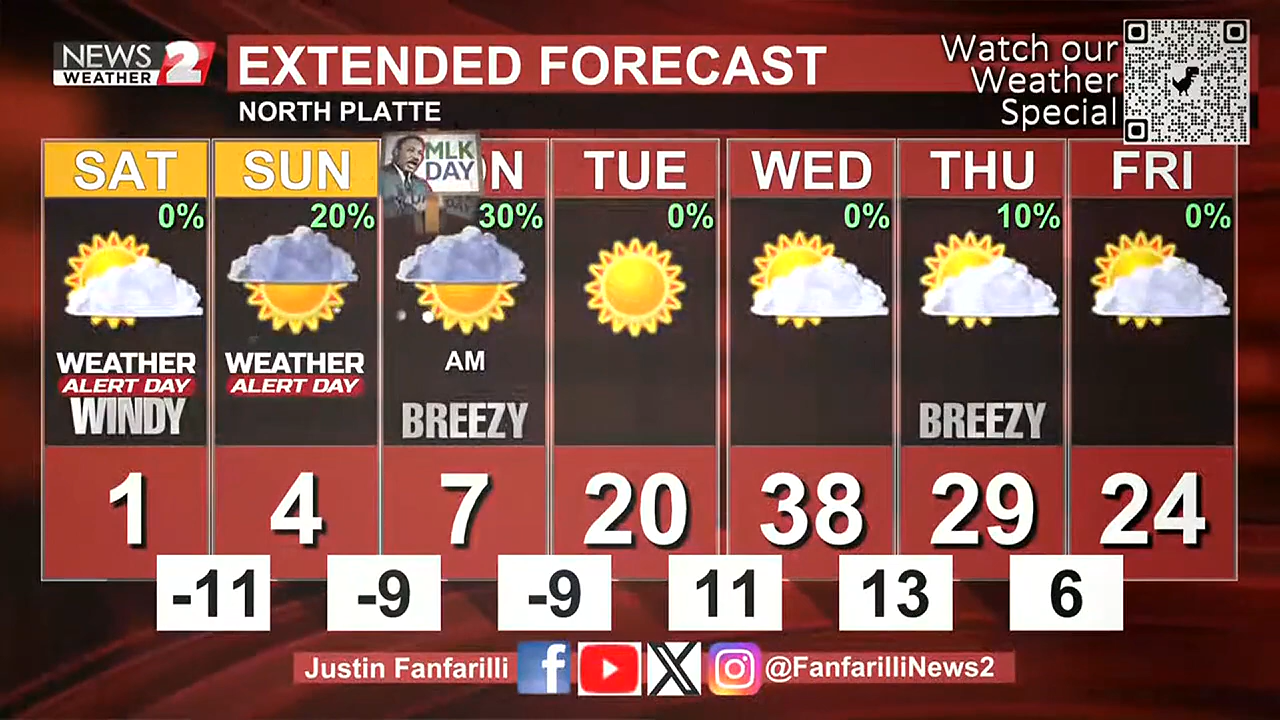 NEWS 2
WEATHER
EXTENDED FORECAST
NORTH PLATTE
Watch our
Weather
Special
SAT SUN N TUE WED THU FRI
MLK
DAY
0% 20% 30% 0% 0% 10% 0%
WEATHER WEATHER AM
ALERT DAY ALERT DAY
WINDY BREEZY BREEZY
1 4 7 20 38 29 24
-11 -9 -9 11 13 6
Justin Fanfarilli f X @FanfarilliNews2